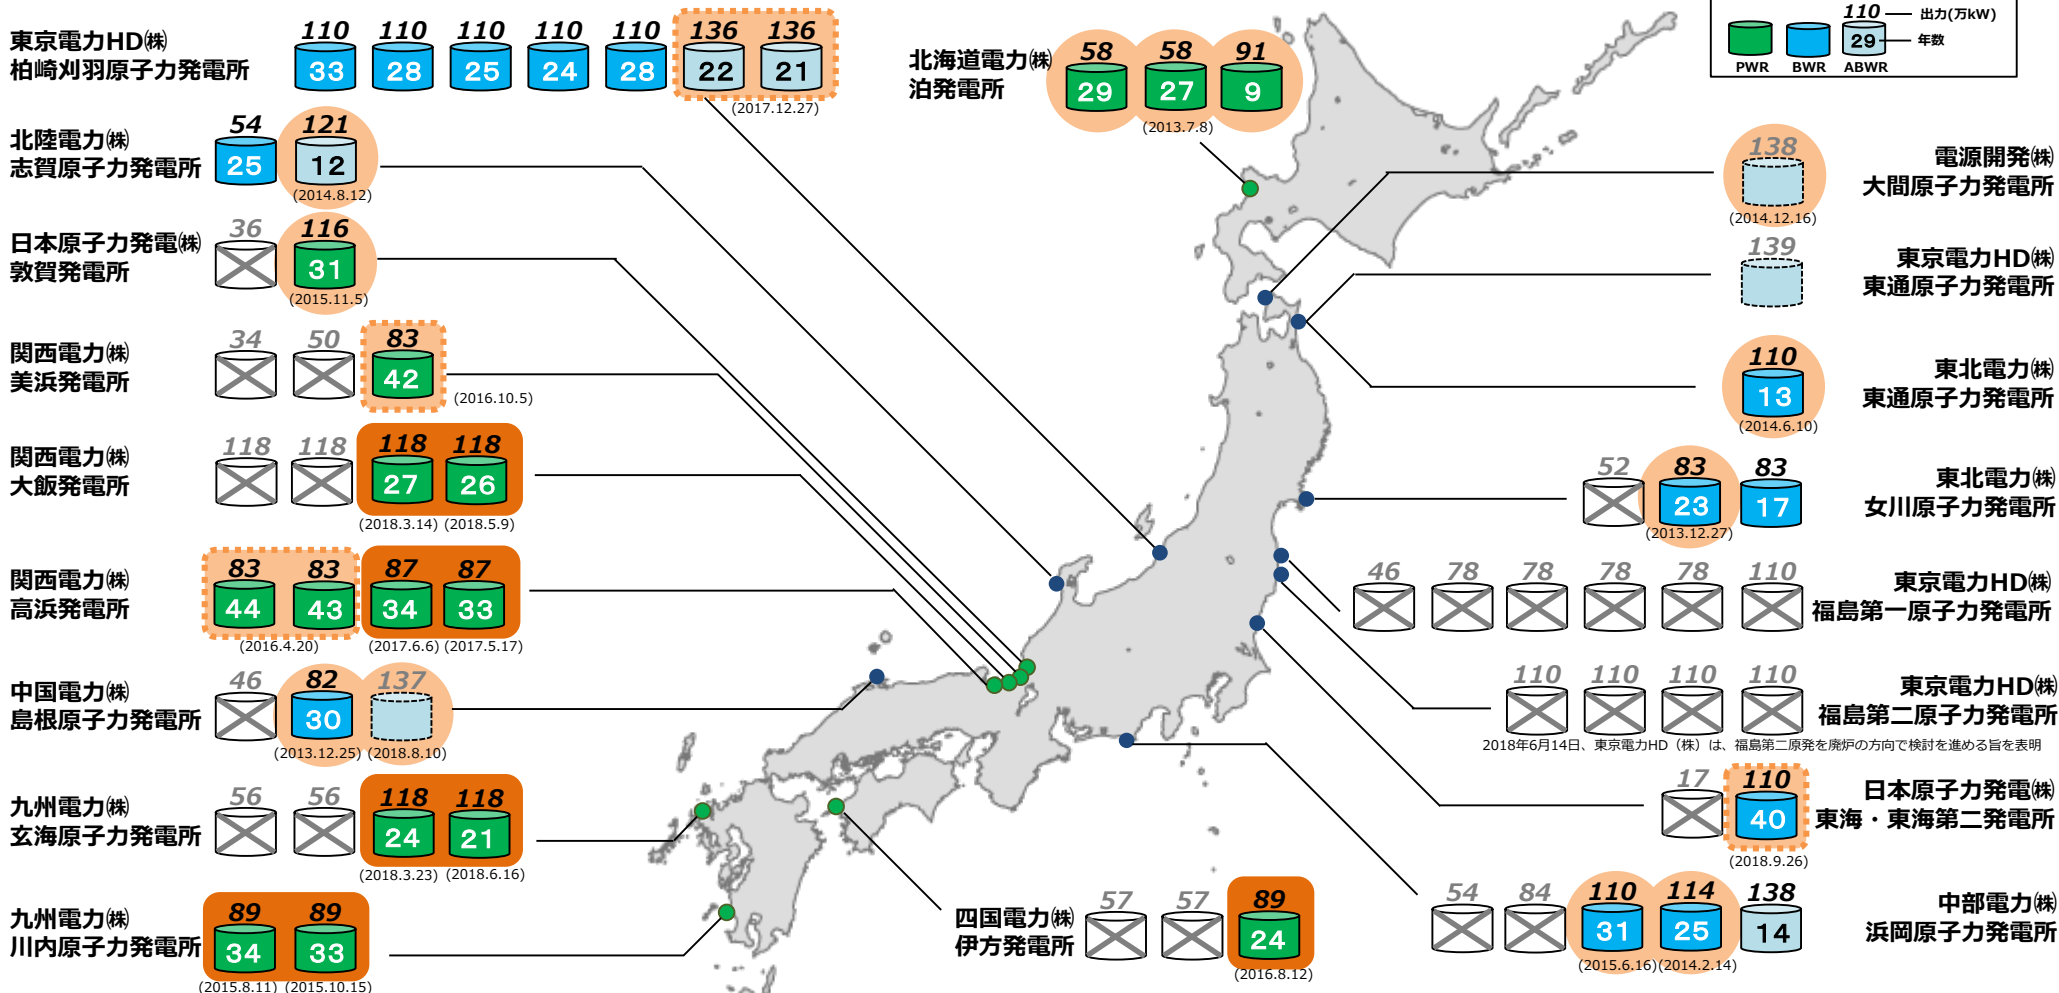 東京電力HD㈱
柏崎刈羽原子力発電所
110 110 110 110 110 136 136
33 28 25 24 28 22 21
(2017.12.27)
北陸電力㈱
志賀原子力発電所
54 121
25 12
(2014.8.12)
日本原子力発電㈱
敦賀発電所
36 116
31
(2015.11.5)
関西電力㈱
美浜発電所
34 50 83
42
(2016.10.5)
関西電力㈱
大飯発電所
118 118 118 118
27 26
(2018.3.14) (2018.5.9)
関西電力㈱
高浜発電所
83 83 87 87
44 43 34 33
(2016.4.20) (2017.6.6) (2017.5.17)
中国電力㈱
島根原子力発電所
46 82 137
30
(2013.12.25) (2018.8.10)
九州電力㈱
玄海原子力発電所
56 56 118 118
24 21
(2018.3.23) (2018.6.16)
九州電力㈱
川内原子力発電所
89 89
34 33
(2015.8.11) (2015.10.15)
北海道電力㈱
泊発電所
58 58 91
29 27 9
(2013.7.8)
四国電力㈱
伊方発電所
57 57 89
24
(2016.8.12)
110 出力(万kW)
29 年数
PWR BWR ABWR
138
電源開発㈱
大間原子力発電所
(2014.12.16)
139
東京電力HD㈱
東通原子力発電所
110
13
東北電力㈱
東通原子力発電所
(2014.6.10)
52 83 83
23 17
東北電力㈱
女川原子力発電所
(2013.12.27)
46 78 78 78 78 110
東京電力HD㈱
福島第一原子力発電所
110 110 110 110
東京電力HD㈱
福島第二原子力発電所
2018年6月14日、東京電力HD（株）は、福島第二原発を廃炉の方向で検討を進める旨を表明
17 110
40
日本原子力発電㈱
東海・東海第二発電所
(2018.9.26)
54 84 110 114 138
31 25 14
中部電力㈱
浜岡原子力発電所
(2015.6.16) (2014.2.14)